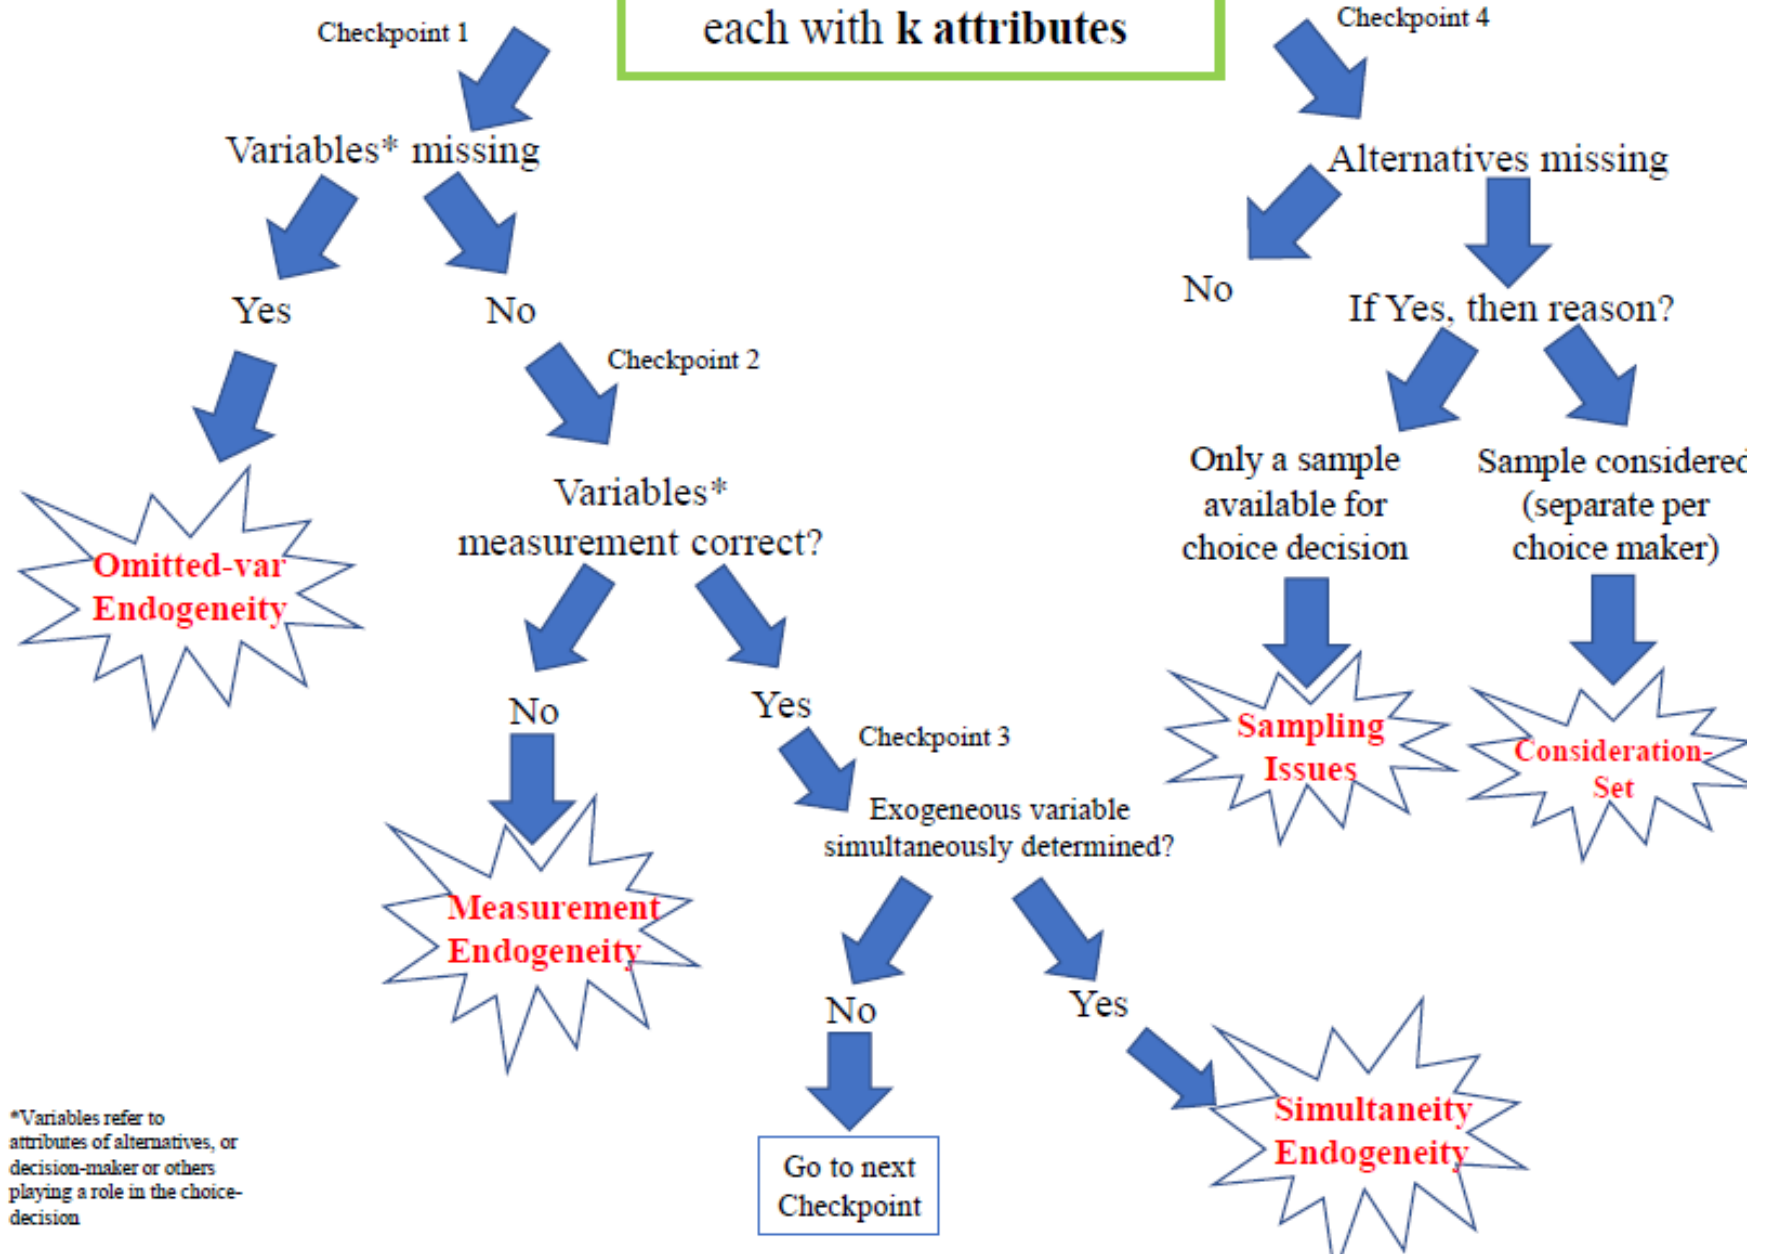 each with k attributes
Checkpoint 1
Variables* missing
Yes
No
Omitted-var
Endogeneity
Checkpoint 2
Variables*
measurement correct?
No
Yes
Measurement
Endogeneity
Checkpoint 3
Exogeneous variable
simultaneously determined?
No
Yes
Go to next
Checkpoint
Simultaneity
Endogeneity
Checkpoint 4
Alternatives missing
No
If Yes, then reason?
Only a sample
available for
choice decision
Sampling
Issues
Sample considered
(separate per
choice maker)
Consideration-
Set
*Variables refer to
attributes of alternatives, or
decision-maker or others
playing a role in the choice-
decision